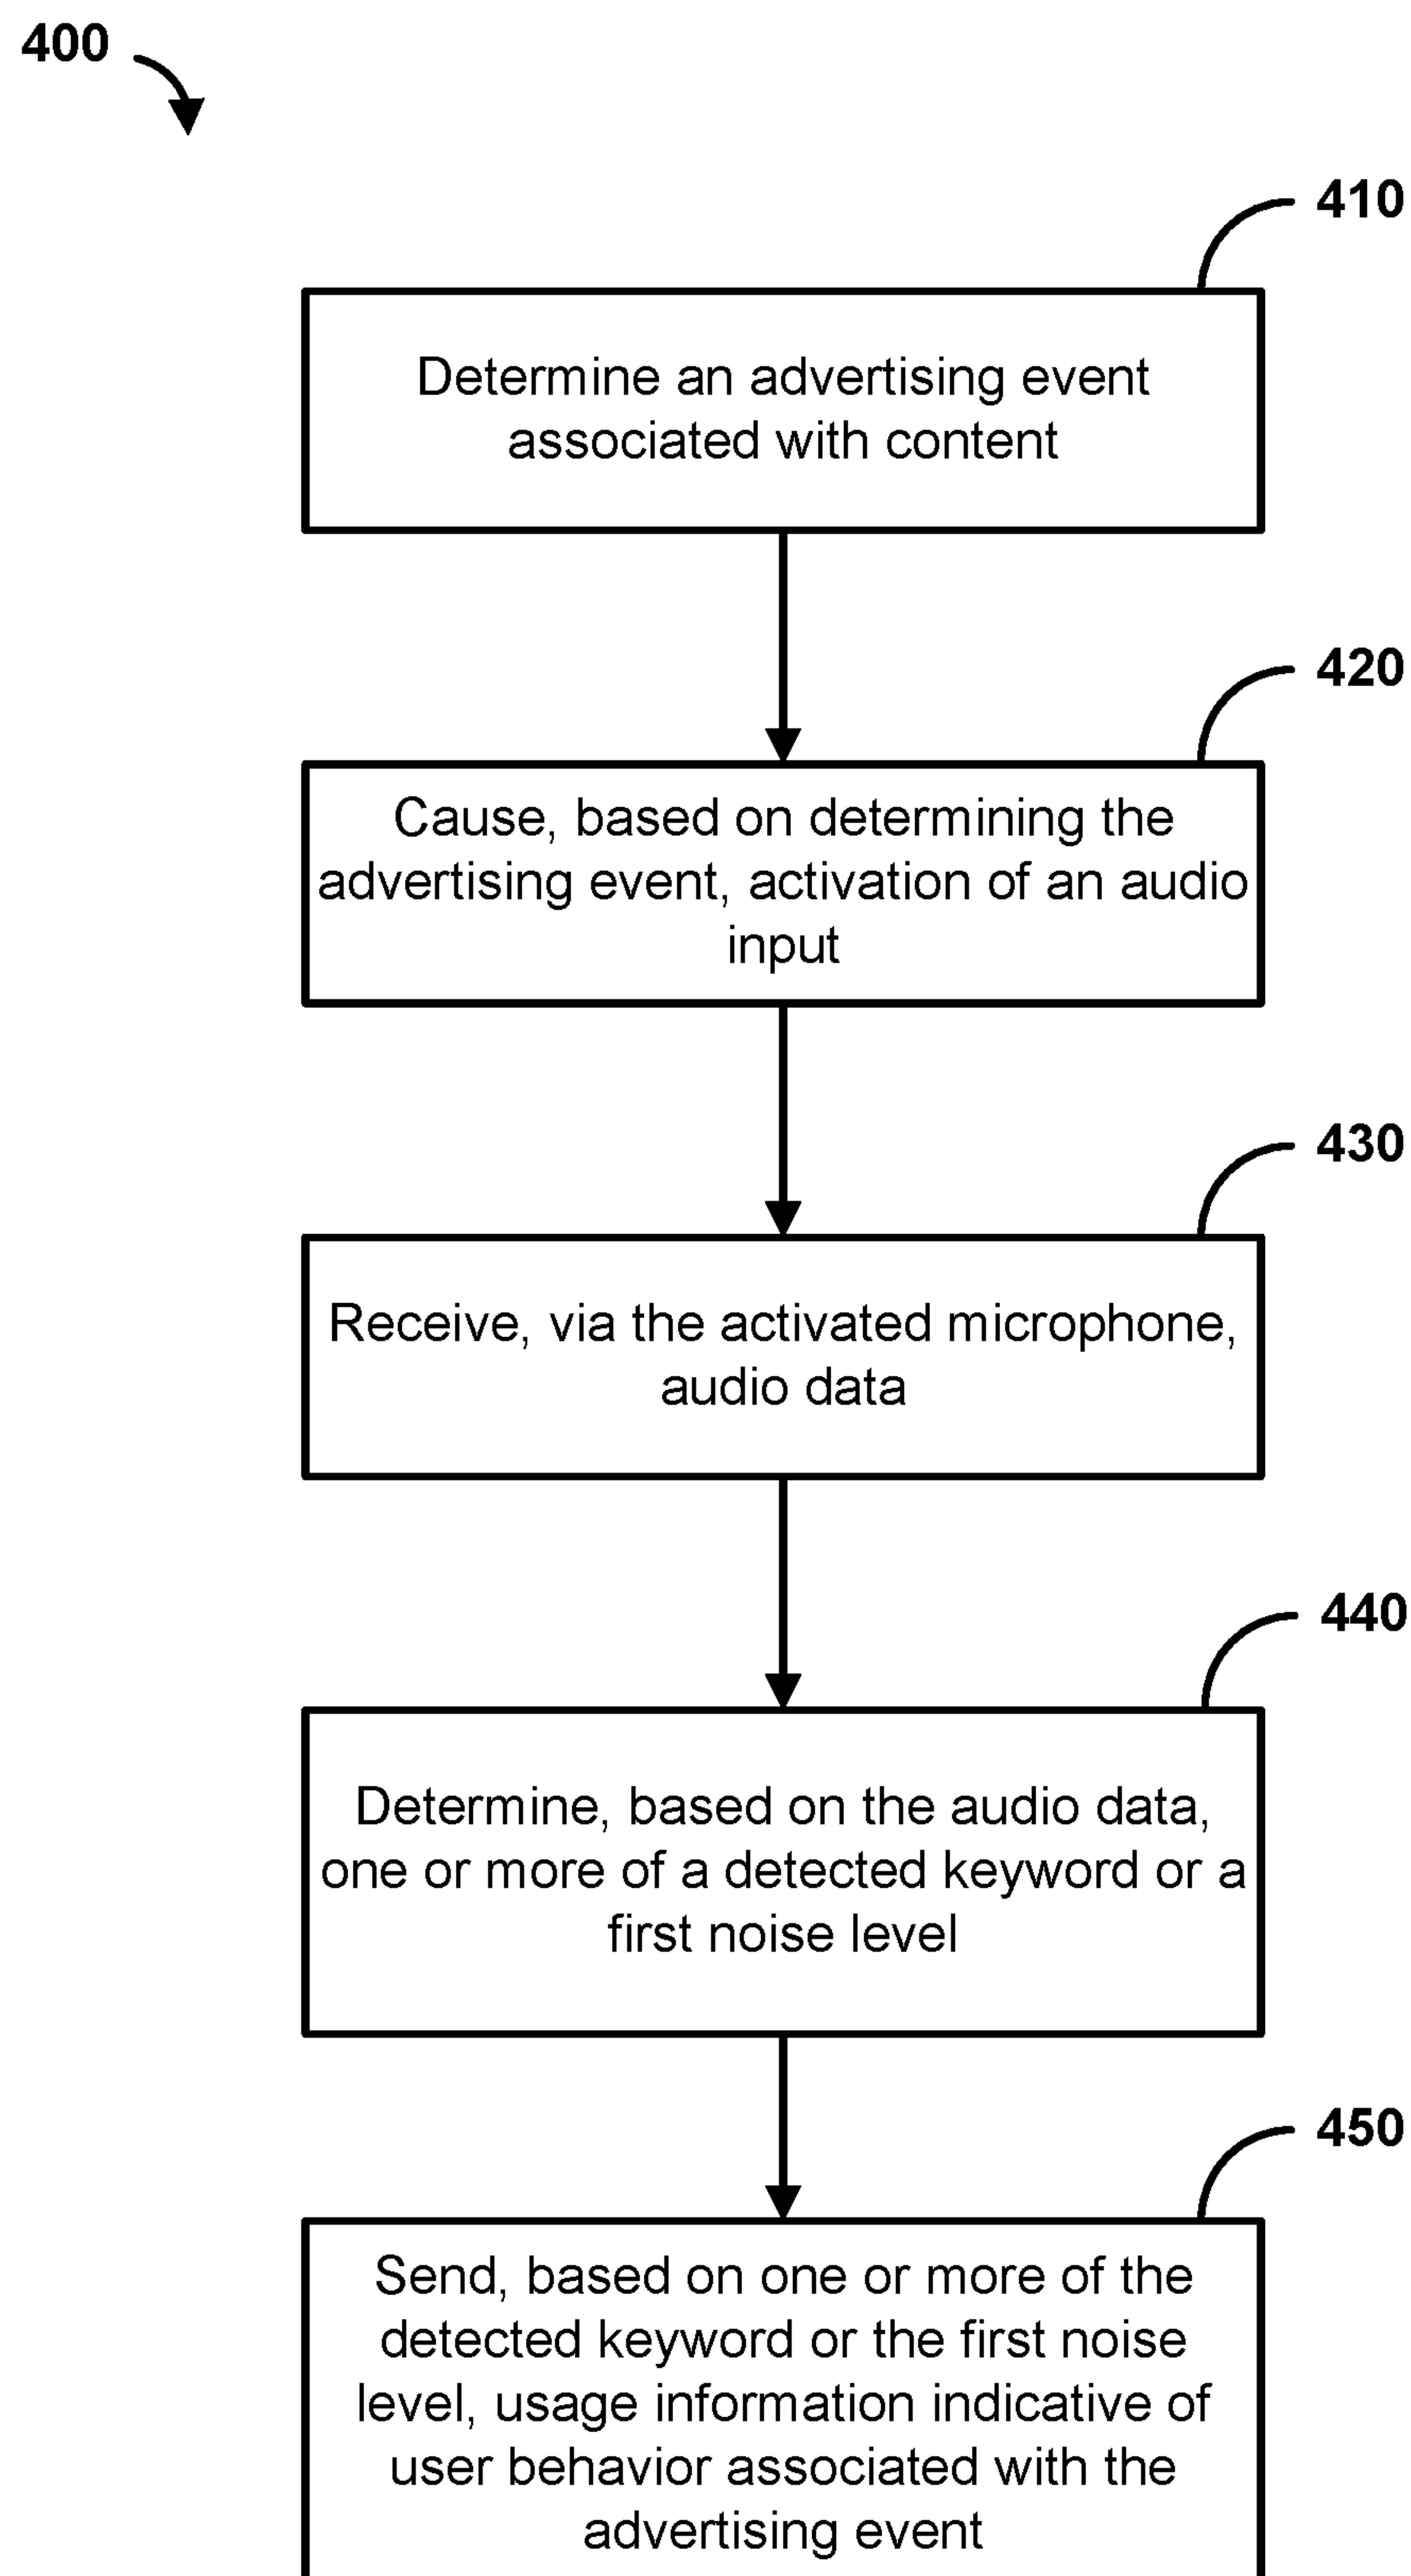 400
410
Determine an advertising event
associated with content
420
Cause, based on determining the
advertising event, activation of an audio
input
430
Receive, via the activated microphone,
audio data
440
Determine, based on the audio data,
one or more of a detected keyword or a
first noise level
450
Send, based on one or more of the
detected keyword or the first noise
level, usage information indicative of
user behavior associated with the
advertising event